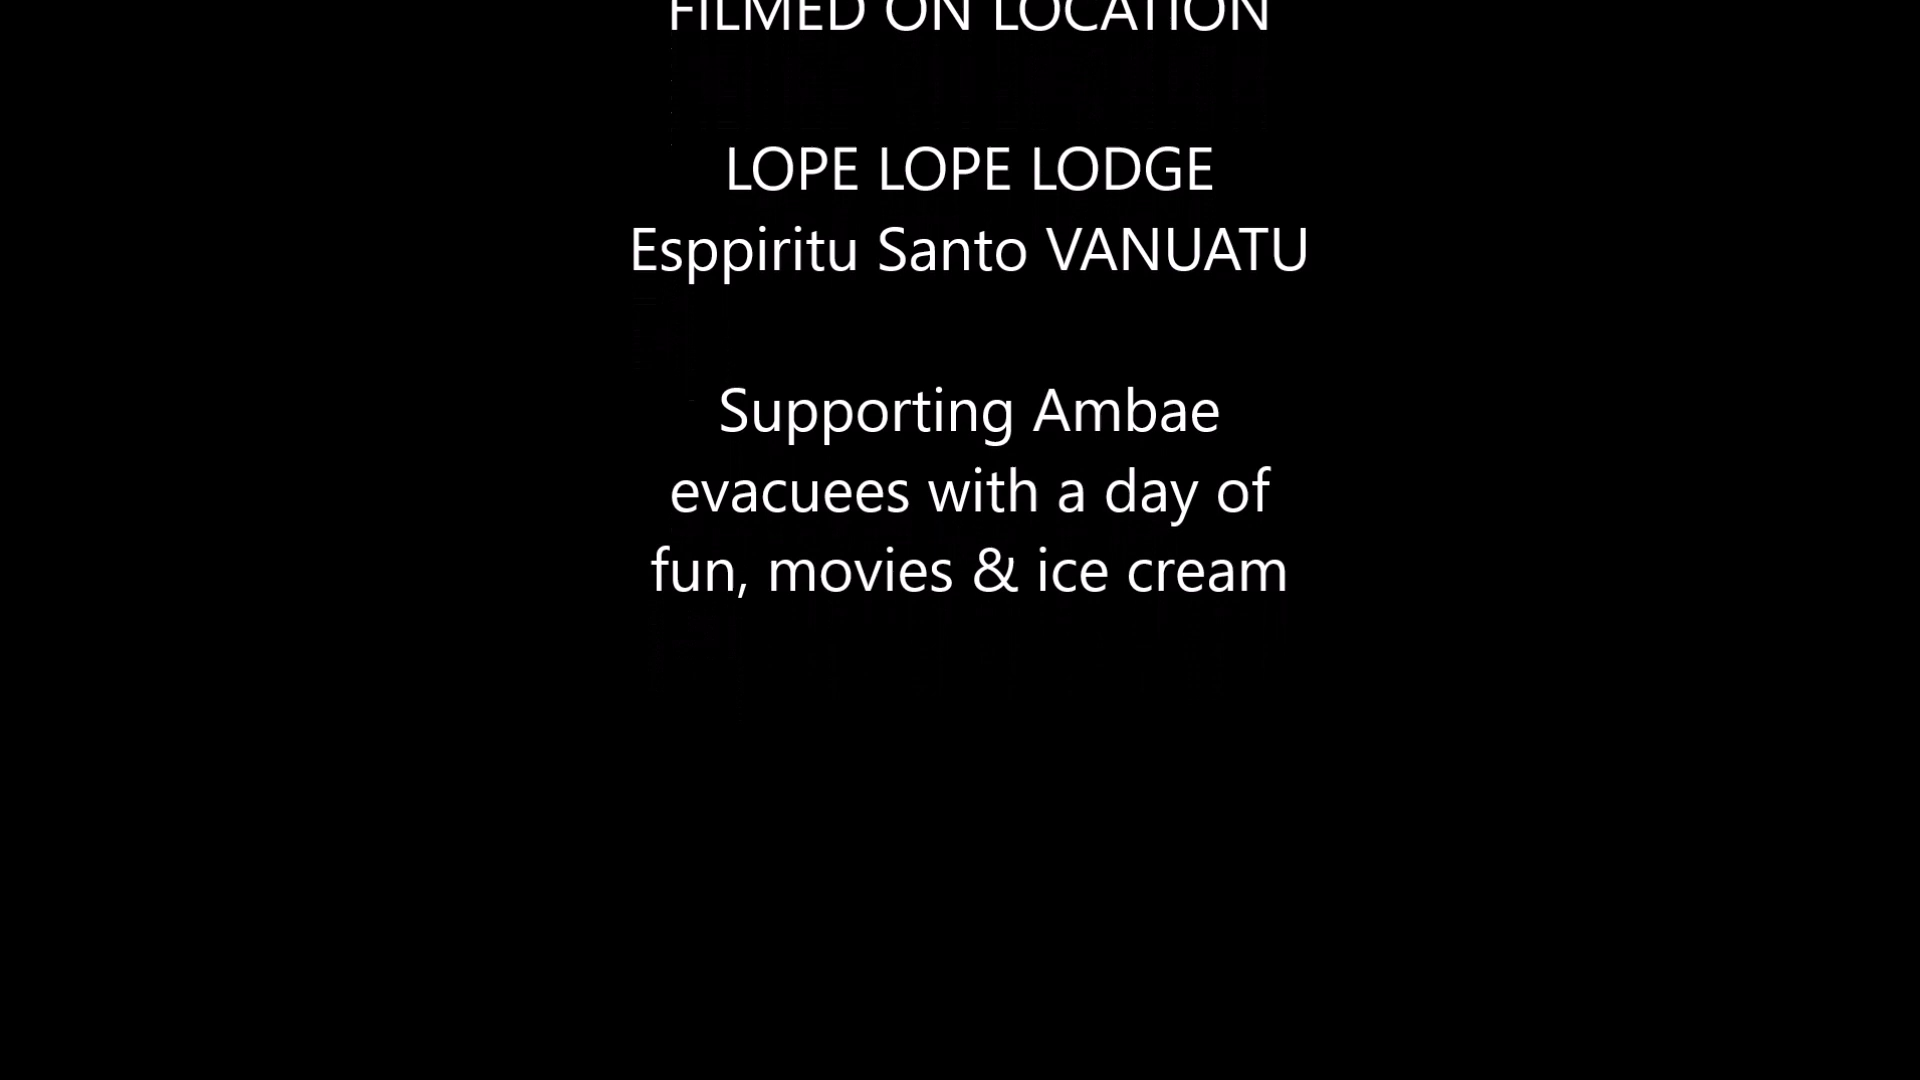 FILMED ON LOCATION
LOPE LOPE LODGE
Esppiritu Santo VANUATU
Supporting Ambae
evacuees with a day of
fun, movies & ice cream